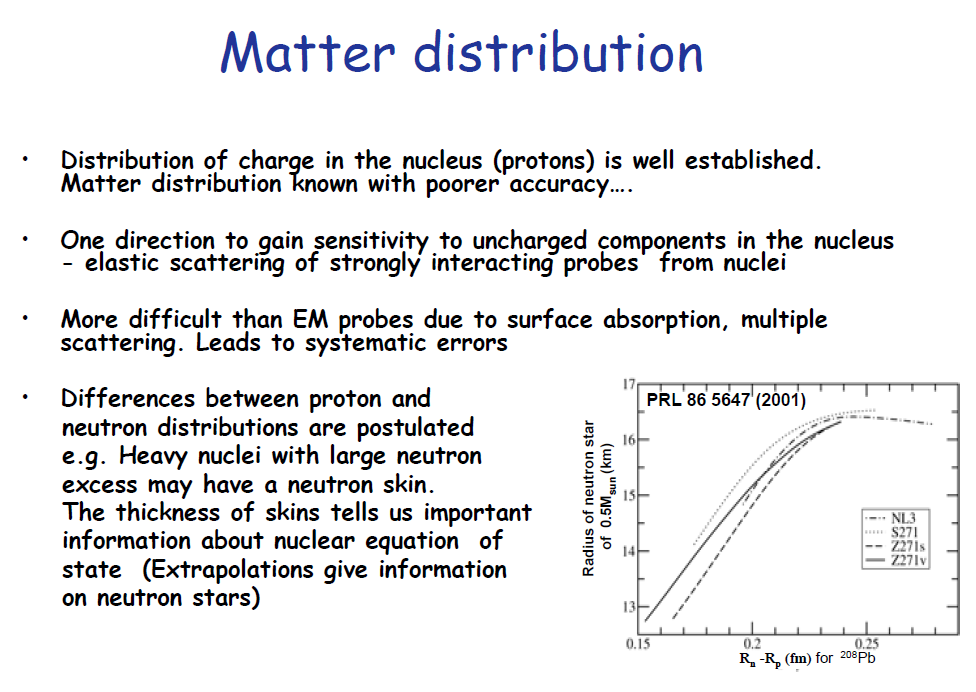 Matter distribution
• Distribution of charge in the nucleus (protons) is well established.
Matter distribution known with poorer accuracy….
• One direction to gain sensitivity to uncharged components in the nucleus
- elastic scattering of strongly interacting probes from nuclei
• More difficult than EM probes due to surface absorption, multiple
scattering. Leads to systematic errors
• Differences between proton and
neutron distributions are postulated
e.g. Heavy nuclei with large neutron
excess may have a neutron skin.
The thickness of skins tells us important
information about nuclear equation of
state (Extrapolations give information
on neutron stars)
PRL 86 5647 (2001)
Radius of neutron star
of 0.5Msun (km)
17
16
15
14
13
NL3
S271
Z271s
Z271v
0.15
0.2
0.25
Rn -Rp (fm) for 208Pb